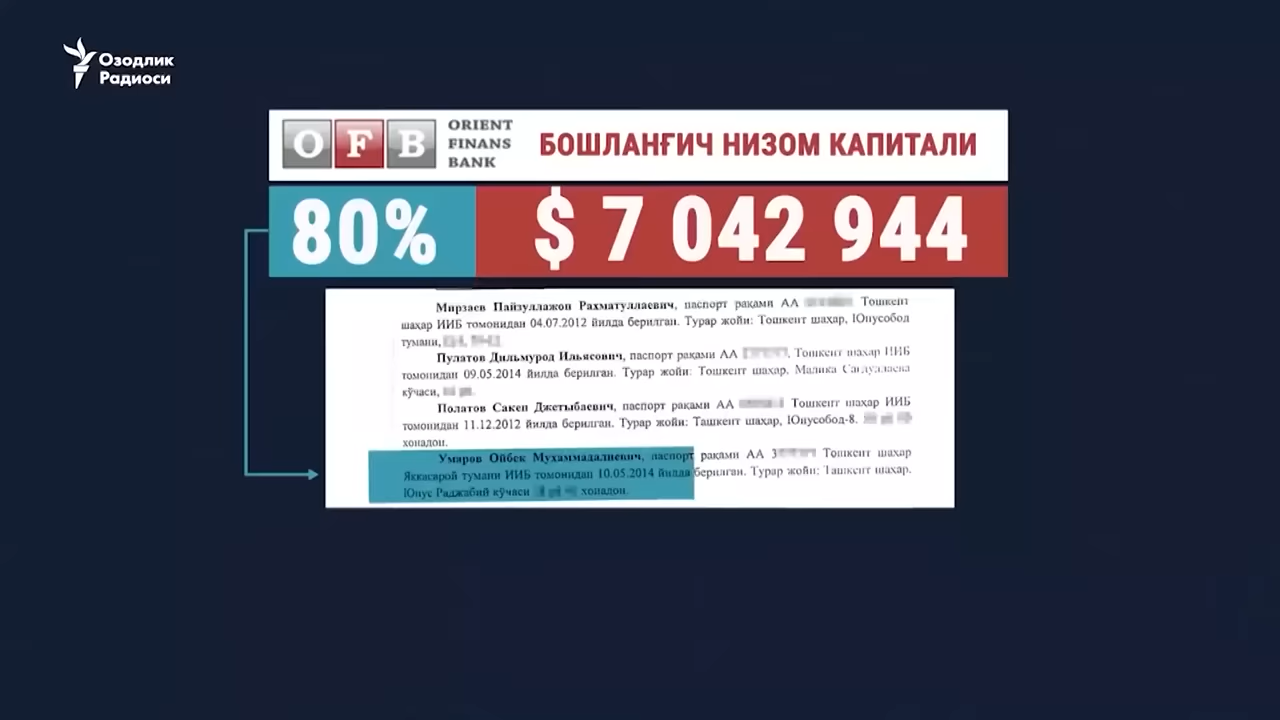 Озодлик
Радиоси
OFB
ORIENT
FINANS
BANK
БОШЛАНҒИЧ НИЗОМ КАПИТАЛИ
80%
$ 7 042 944
Мирзаев Пайзуллажон Рахматуллаевич, паспорт рақами АА Тошкент
шаҳар ИИБ томонидан 04.07.2012 йилда берилган. Турар жойи: Тошкент шаҳар, Юнусобод
тумани,
Пулатов Дильмурод Ильясович, паспорт рақами АА Тошкент шаҳар ИИБ
томонидан 09.05.2014 йилда берилган. Турар жойи: Тошкент шаҳар, Малика
кўчаси,
Полатов Сакен Джетыбаевич, паспорт рақами АА Тошкент шаҳар ИИБ
томонидан 11.12.2012 йилда берилган. Турар жойи: Ташкент шаҳар, Юнусобод-8.
хонадон.
Умаров Ойбек Мухаммадалиевич, паспорт рақами АА 3 Тошкент шаҳар
Яккасарой тумани ИИБ томонидан 10.05.2014 йилда берилган. Турар жойи: Ташкент шаҳар,
Юнус Раджабий кўчаси хонадон.